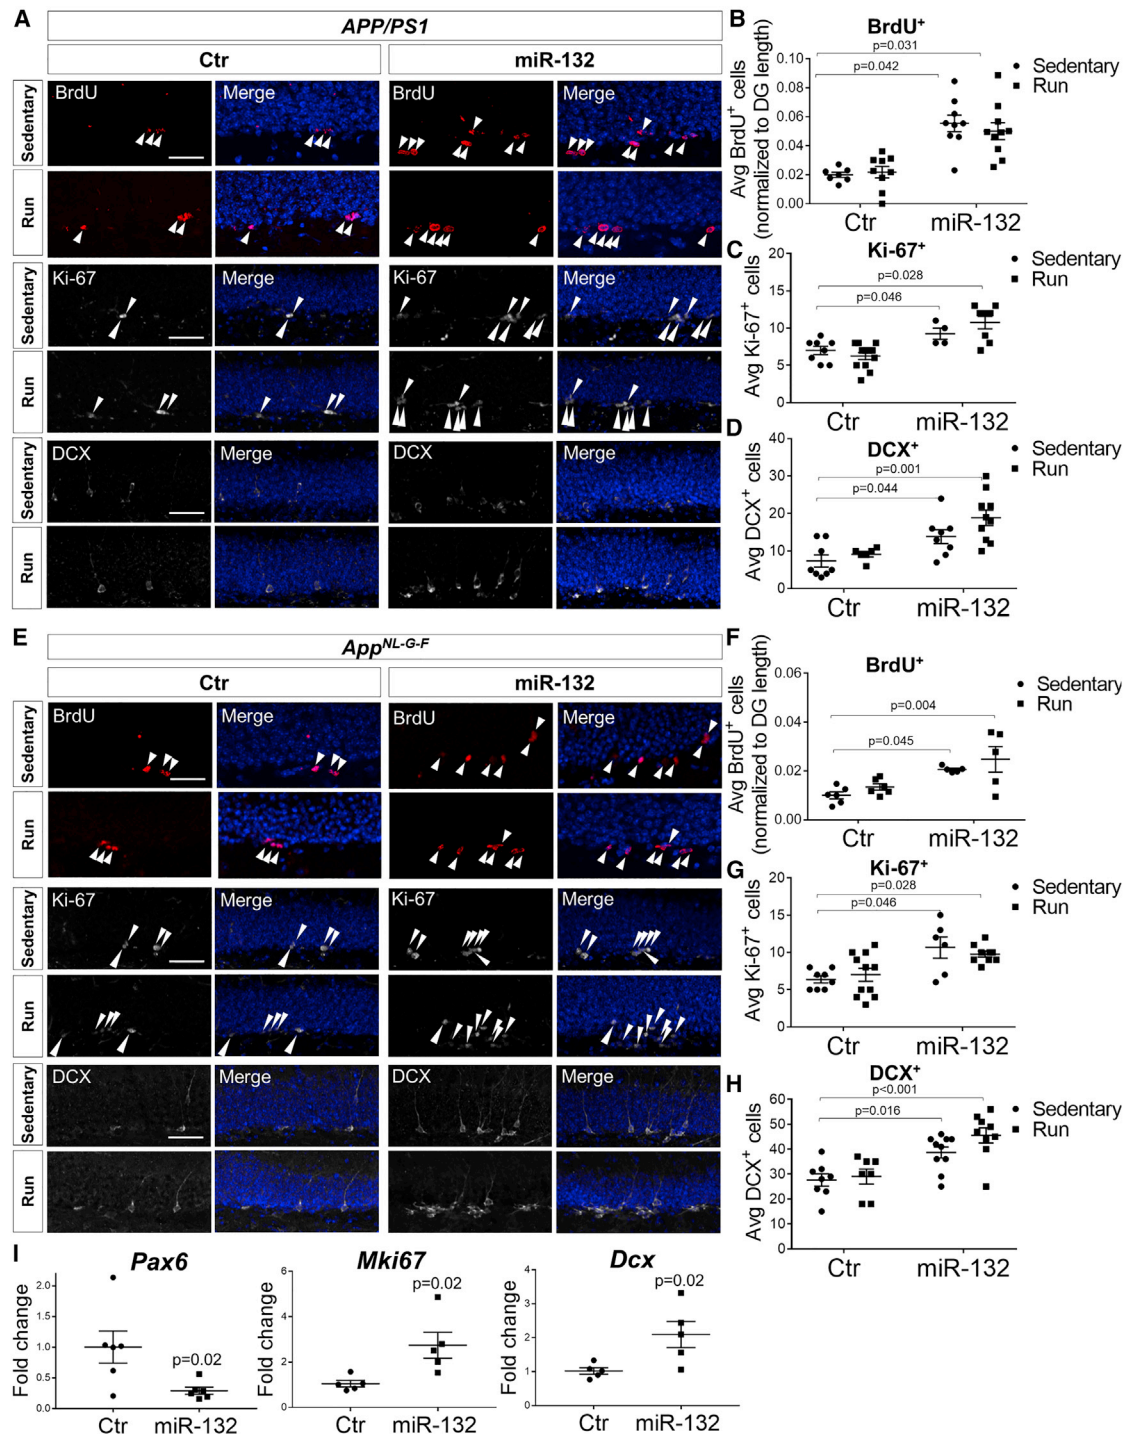 A
APP/PS1
Ctr
miR-132
Sedentary
BrdU
Merge
BrdU
Merge
Run
Sedentary
Ki-67
Merge
Ki-67
Merge
Run
Sedentary
DCX
Merge
DCX
Merge
Run
B
BrdU+
p=0.031
p=0.042
Sedentary
Run
Avg BrdU+ cells
(normalized to DG length)
0.10
0.08
0.06
0.04
0.02
0.00
Ctr
miR-132
C
Ki-67+
p=0.028
p=0.046
Sedentary
Run
Avg Ki-67+ cells
20
15
10
5
0
Ctr
miR-132
D
DCX+
p=0.001
p=0.044
Sedentary
Run
Avg DCX+ cells
40
30
20
10
0
Ctr
miR-132
E
AppNL-G-F
Ctr
miR-132
Sedentary
BrdU
Merge
BrdU
Merge
Run
Sedentary
Ki-67
Merge
Ki-67
Merge
Run
Sedentary
DCX
Merge
DCX
Merge
Run
F
BrdU+
p=0.004
p=0.045
Sedentary
Run
Avg BrdU+ cells
(normalized to DG length)
0.06
0.04
0.02
0.00
Ctr
miR-132
G
Ki-67+
p=0.028
p=0.046
Sedentary
Run
Avg Ki-67+ cells
20
15
10
5
0
Ctr
miR-132
H
DCX+
p<0.001
p=0.016
Sedentary
Run
Avg DCX+ cells
60
50
40
30
20
10
0
Ctr
miR-132
I
Pax6
Fold change
2.0
1.5
1.0
0.5
0.0
p=0.02
Ctr
miR-132
Mki67
Fold change
6
4
2
0
p=0.02
Ctr
miR-132
Dcx
Fold change
4
3
2
1
0
p=0.02
Ctr
miR-132